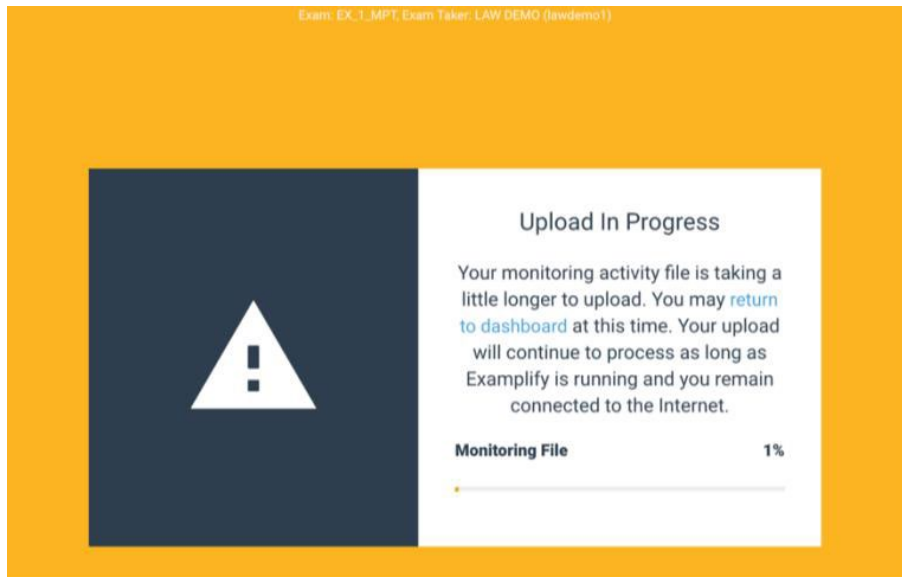 Exam: EX_1_MPT, Exam Taker: LAW DEMO (lawdemo1)
Upload In Progress
Your monitoring activity file is taking a
little longer to upload. You may return
to dashboard at this time. Your upload
will continue to process as long as
Examplify is running and you remain
connected to the Internet.
Monitoring File 1%